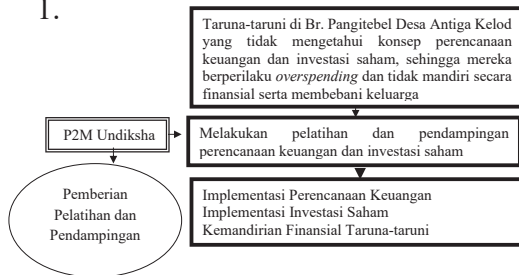 1.
Taruna-taruni di Br. Pangitebel Desa Antiga Kelod
yang tidak mengetahui konsep perencanaan
keuangan dan investasi saham, sehingga mereka
berperilaku overspending dan tidak mandiri secara
finansial serta membebani keluarga
P2M Undiksha
Melakukan pelatihan dan pendampingan
perencanaan keuangan dan investasi saham
Pemberian
Pelatihan dan
Pendampingan
Implementasi Perencanaan Keuangan
Implementasi Investasi Saham
Kemandirian Finansial Taruna-taruni